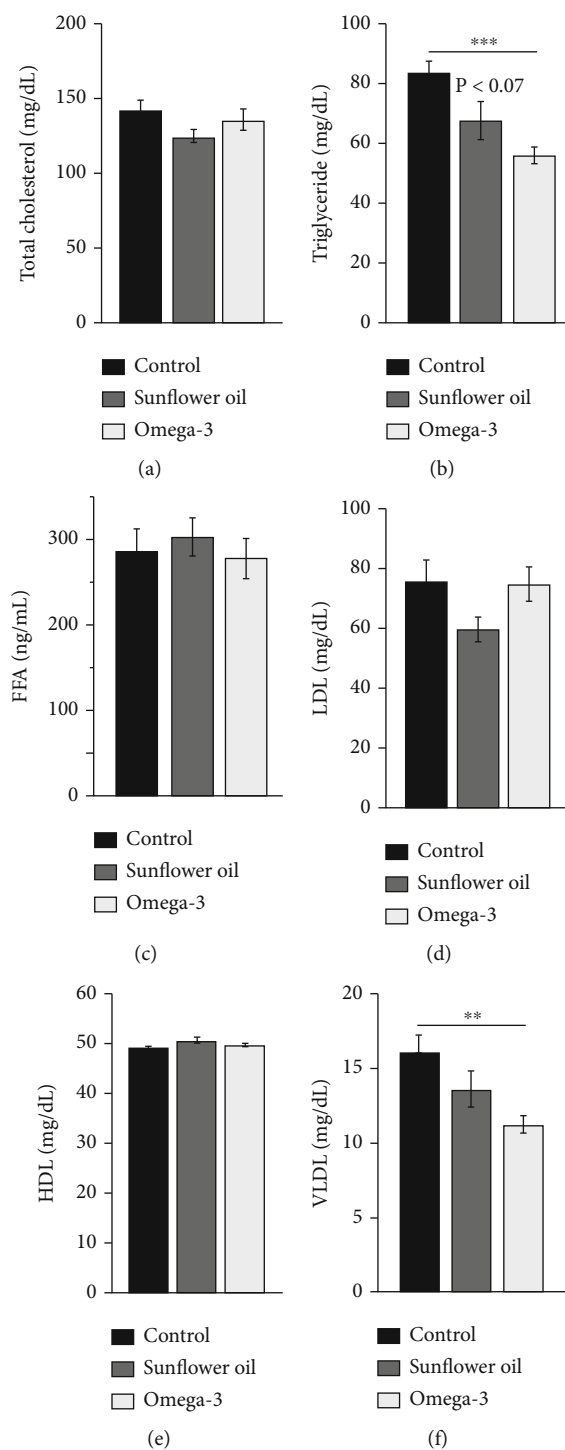 200
150
100
50
0
Total cholesterol (mg/dL)
Control
Sunflower oil
Omega-3
(a)
100
80
60
40
20
0
Triglyceride (mg/dL)
***
P < 0.07
Control
Sunflower oil
Omega-3
(b)
300
200
100
0
FFA (ng/mL)
Control
Sunflower oil
Omega-3
(c)
100
80
60
40
20
0
LDL (mg/dL)
Control
Sunflower oil
Omega-3
(d)
60
50
40
30
20
10
0
HDL (mg/dL)
Control
Sunflower oil
Omega-3
(e)
20
15
10
5
0
VLDL (mg/dL)
**
Control
Sunflower oil
Omega-3
(f)